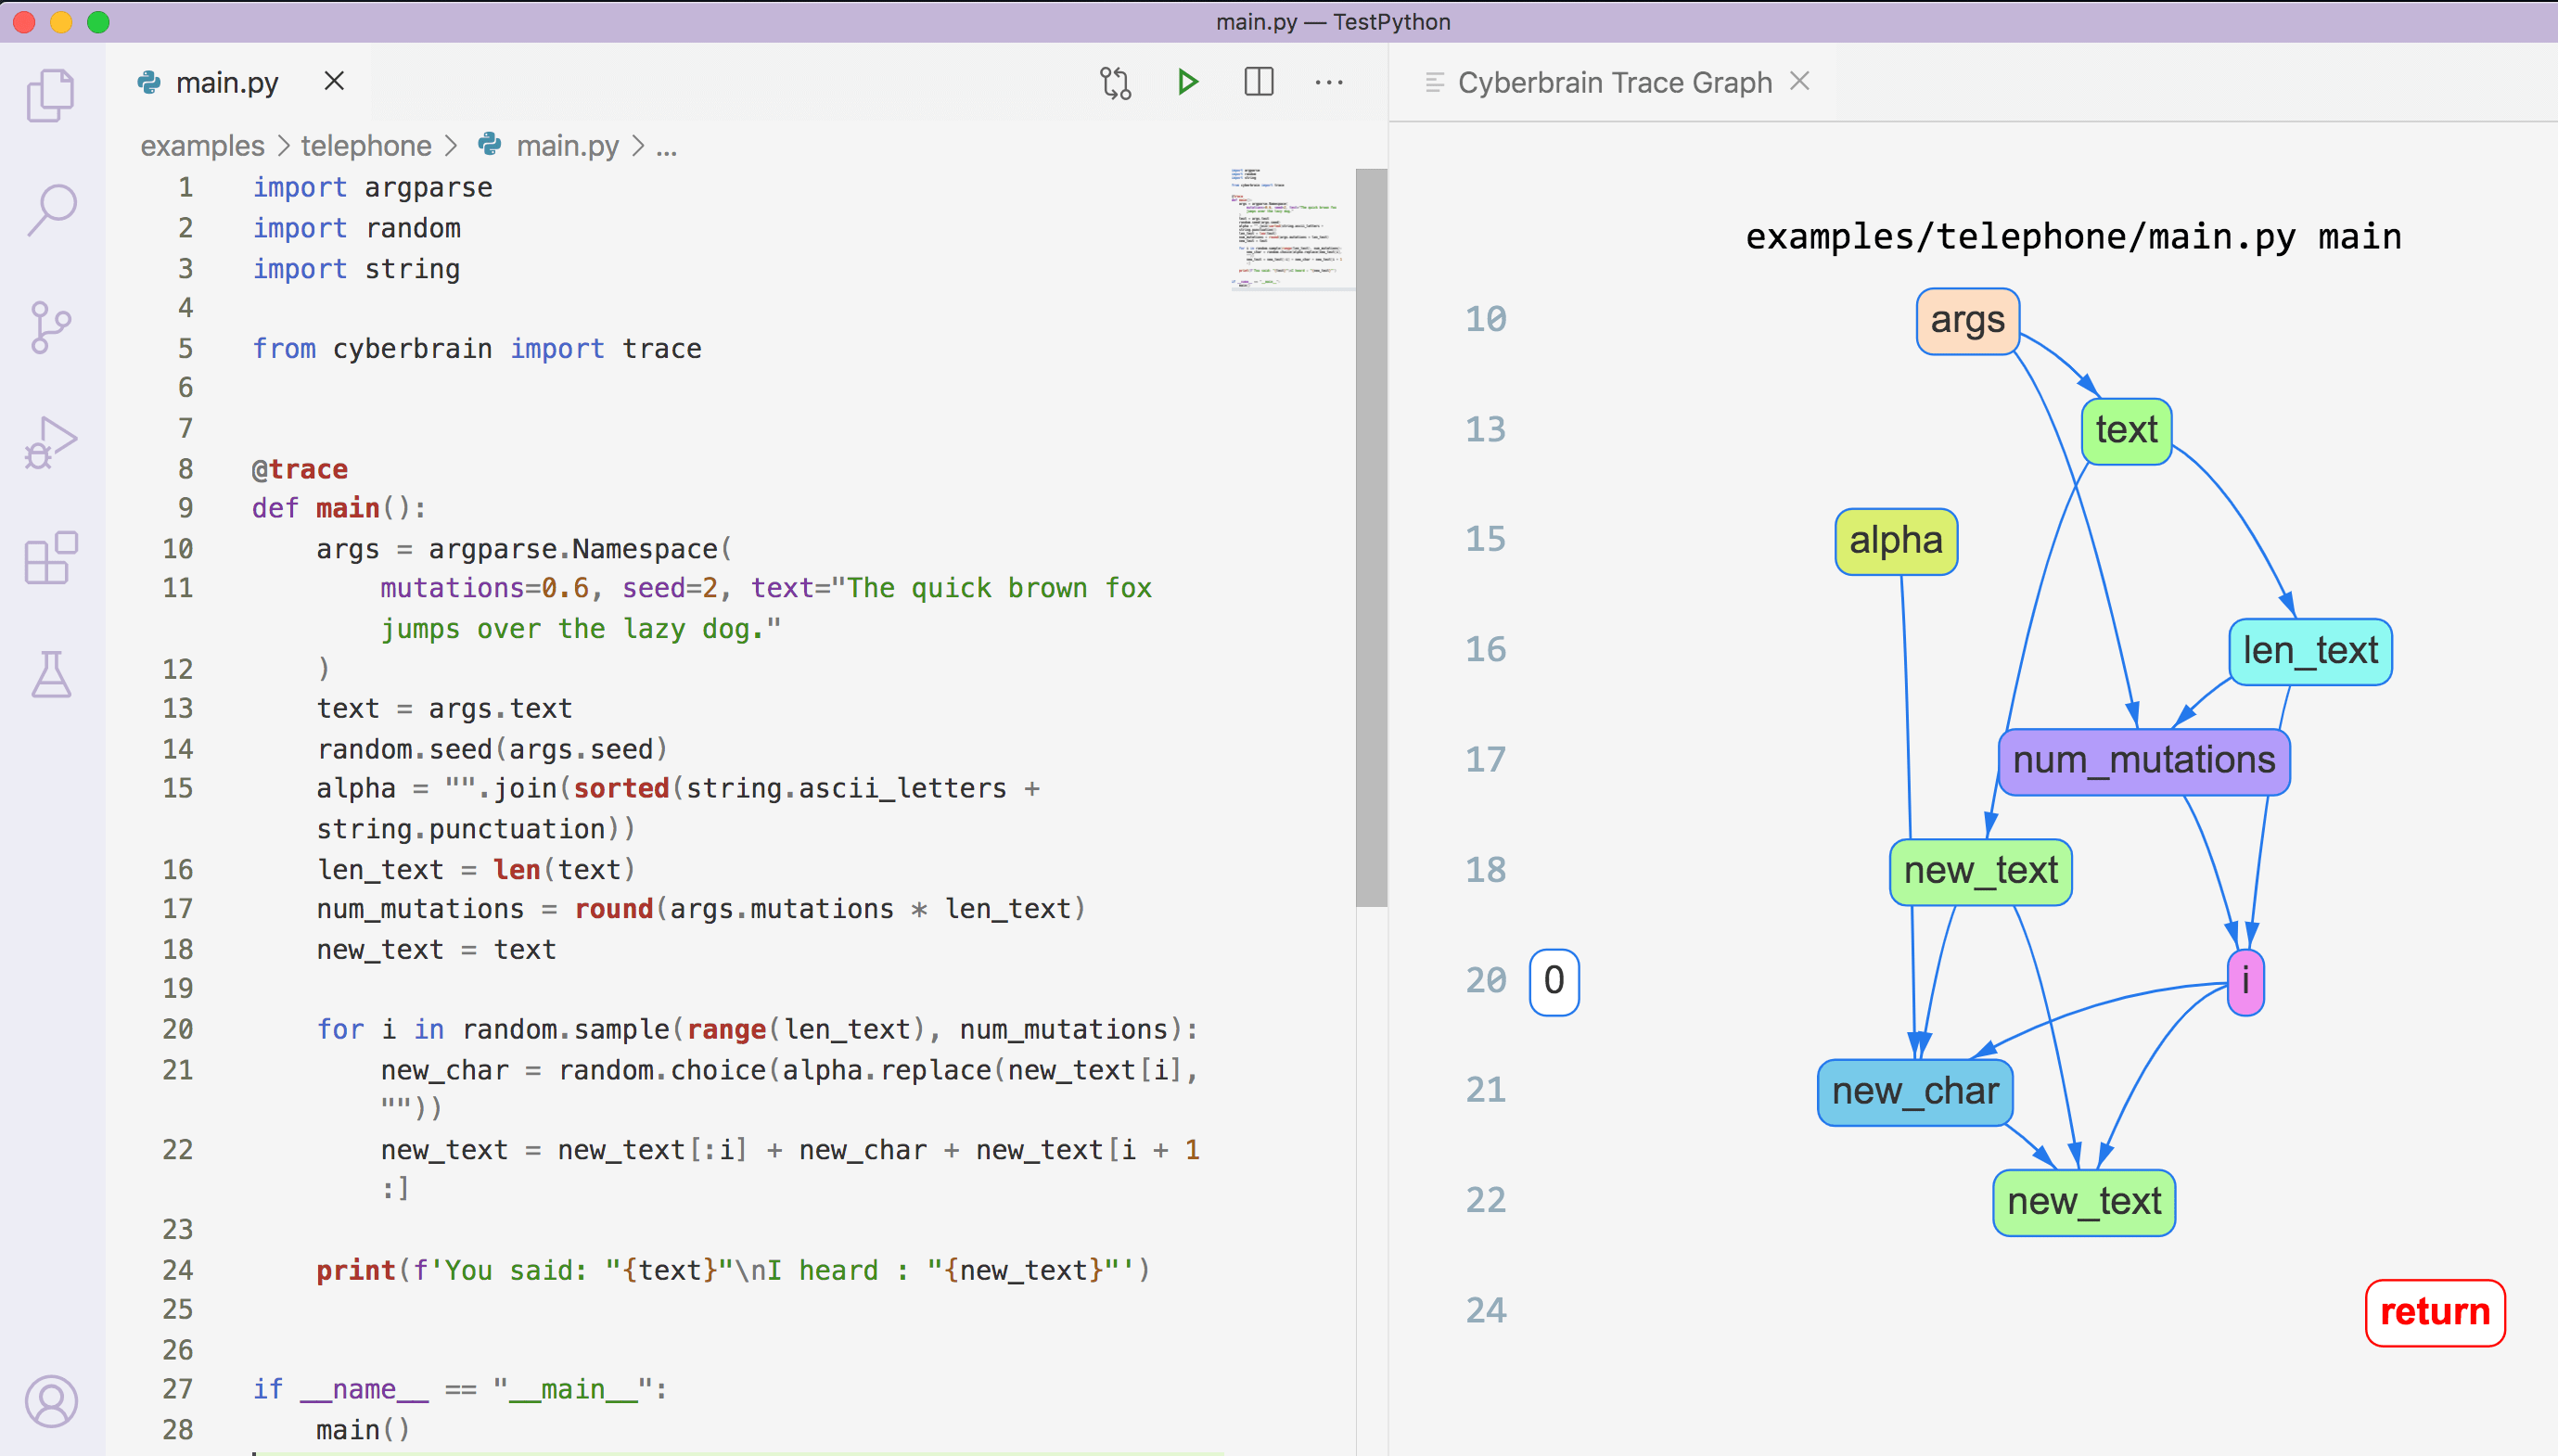 main.py — TestPython
main.py
examples > telephone > main.py > ...
1 import argparse
2 import random
3 import string
4
5 from cyberbrain import trace
6
7
8 @trace
9 def main():
10 args = argparse.Namespace(
11 mutations=0.6, seed=2, text="The quick brown fox
jumps over the lazy dog."
12 )
13 text = args.text
14 random.seed(args.seed)
15 alpha = "".join(sorted(string.ascii_letters +
string.punctuation))
16 len_text = len(text)
17 num_mutations = round(args.mutations * len_text)
18 new_text = text
19
20 for i in random.sample(range(len_text), num_mutations):
21 new_char = random.choice(alpha.replace(new_text[i],
""))
22 new_text = new_text[:i] + new_char + new_text[i + 1
:]
23
24 print(f'You said: "{text}"\nI heard : "{new_text}"')
25
26
27 if __name__ == "__main__":
28 main()
Cyberbrain Trace Graph
examples/telephone/main.py main
10 args
13 text
15 alpha
16 len_text
17 num_mutations
18 new_text
20 0 i
21 new_char
22 new_text
24 return